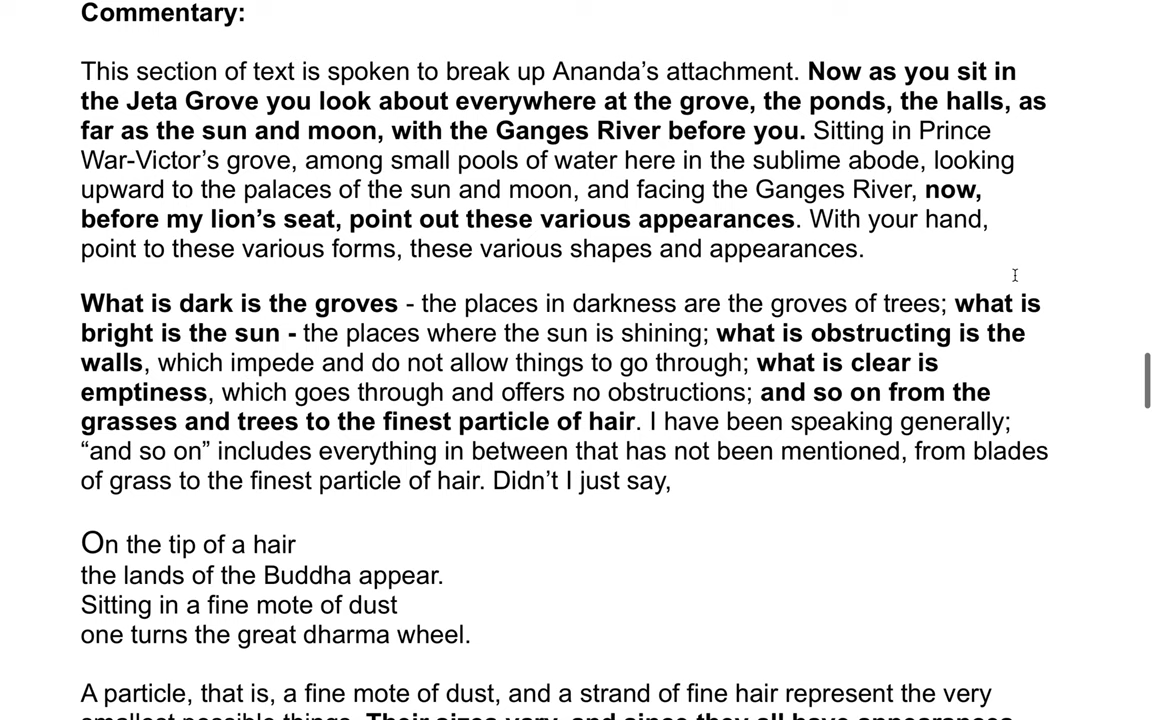 Commentary:
This section of text is spoken to break up Ananda’s attachment. Now as you sit in
the Jeta Grove you look about everywhere at the grove, the ponds, the halls, as
far as the sun and moon, with the Ganges River before you. Sitting in Prince
War-Victor’s grove, among small pools of water here in the sublime abode, looking
upward to the palaces of the sun and moon, and facing the Ganges River, now,
before my lion’s seat, point out these various appearances. With your hand,
point to these various forms, these various shapes and appearances.
What is dark is the groves - the places in darkness are the groves of trees; what is
bright is the sun - the places where the sun is shining; what is obstructing is the
walls, which impede and do not allow things to go through; what is clear is
emptiness, which goes through and offers no obstructions; and so on from the
grasses and trees to the finest particle of hair. I have been speaking generally;
“and so on” includes everything in between that has not been mentioned, from blades
of grass to the finest particle of hair. Didn’t I just say,
On the tip of a hair
the lands of the Buddha appear.
Sitting in a fine mote of dust
one turns the great dharma wheel.
A particle, that is, a fine mote of dust, and a strand of fine hair represent the very
smallest possible things. Their sizes vary, and since they all have appearances